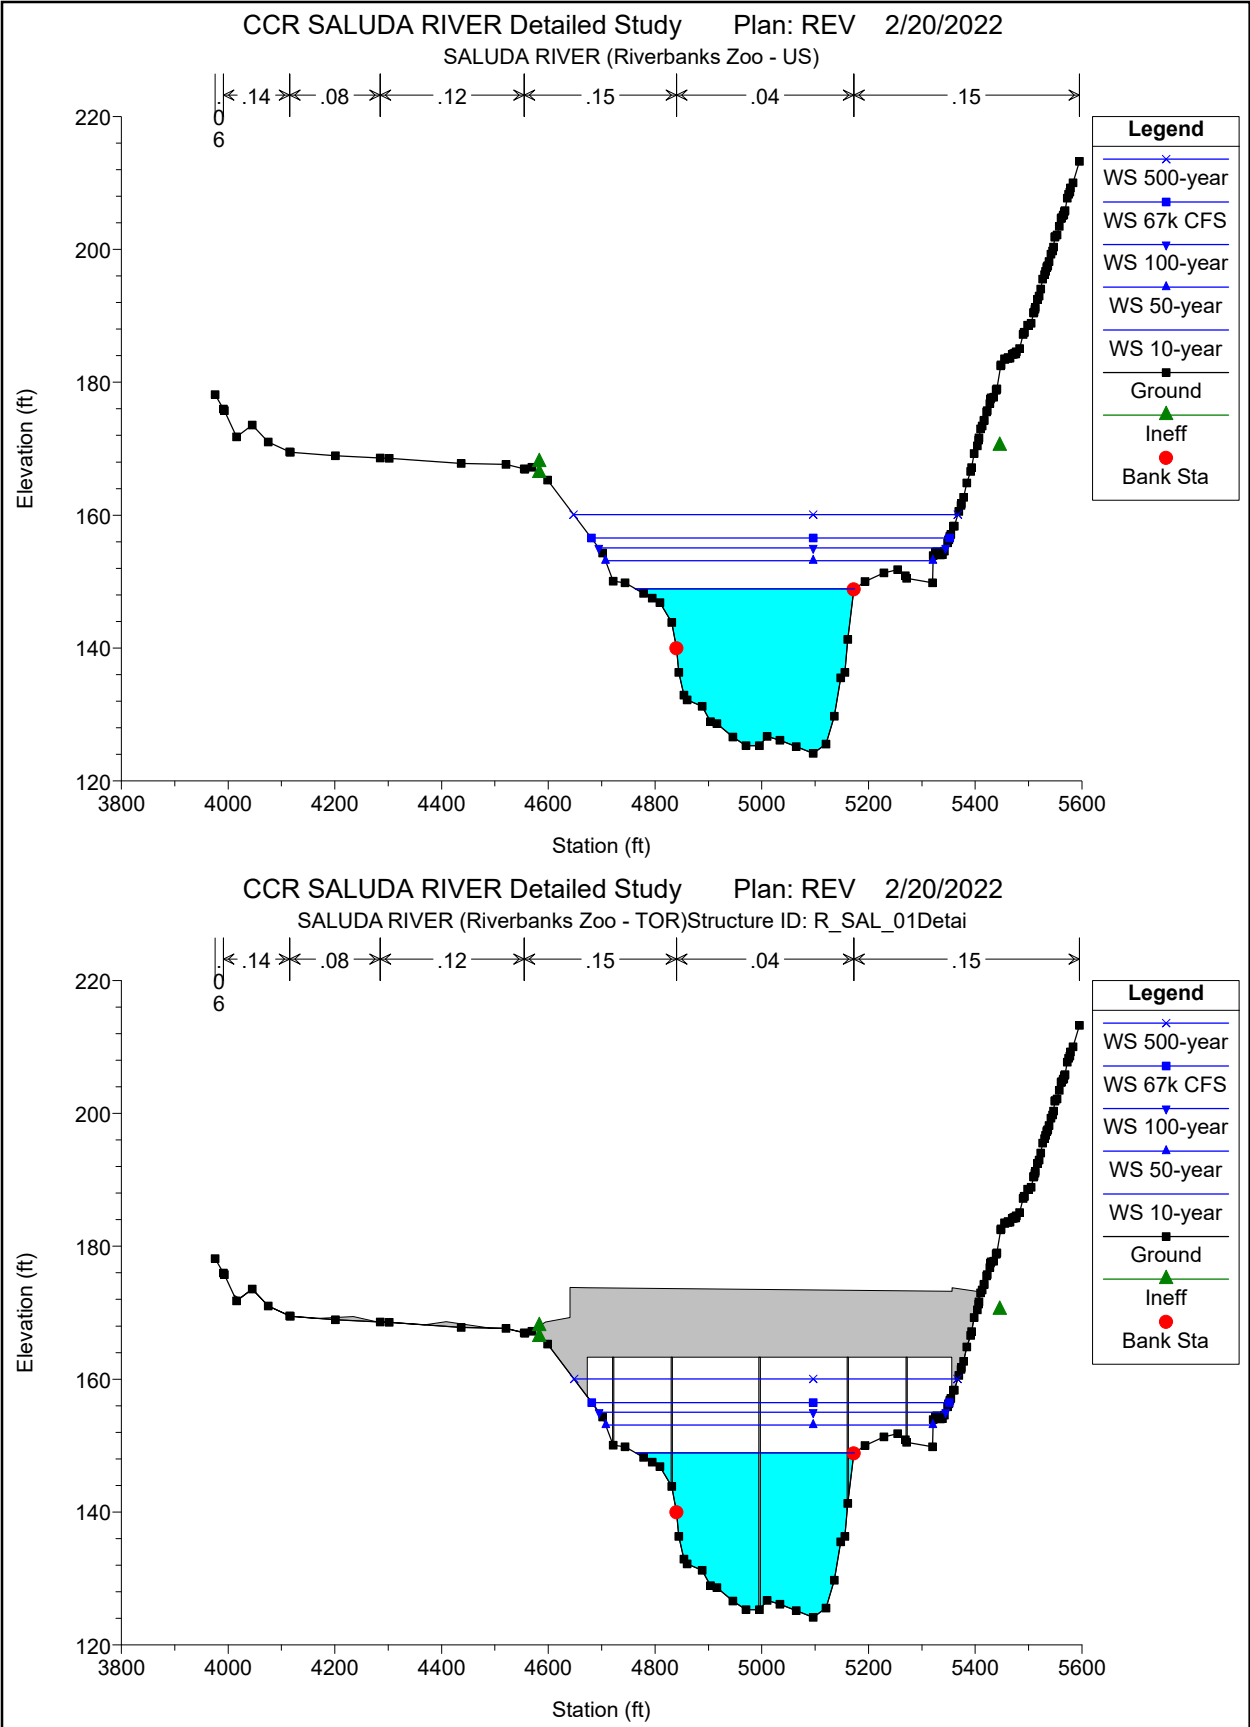 CCR SALUDA RIVER Detailed Study Plan: REV 2/20/2022
SALUDA RIVER (Riverbanks Zoo - US)
.06 .14 .08 .12 .15 .04 .15
Legend
WS 500-year
WS 67k CFS
WS 100-year
WS 50-year
WS 10-year
Ground
Ineff
Bank Sta
220
200
180
160
140
120
Elevation (ft)
3800 4000 4200 4400 4600 4800 5000 5200 5400 5600
Station (ft)
CCR SALUDA RIVER Detailed Study Plan: REV 2/20/2022
SALUDA RIVER (Riverbanks Zoo - TOR)Structure ID: R_SAL_01Detai
.06 .14 .08 .12 .15 .04 .15
Legend
WS 500-year
WS 67k CFS
WS 100-year
WS 50-year
WS 10-year
Ground
Ineff
Bank Sta
220
200
180
160
140
120
Elevation (ft)
3800 4000 4200 4400 4600 4800 5000 5200 5400 5600
Station (ft)